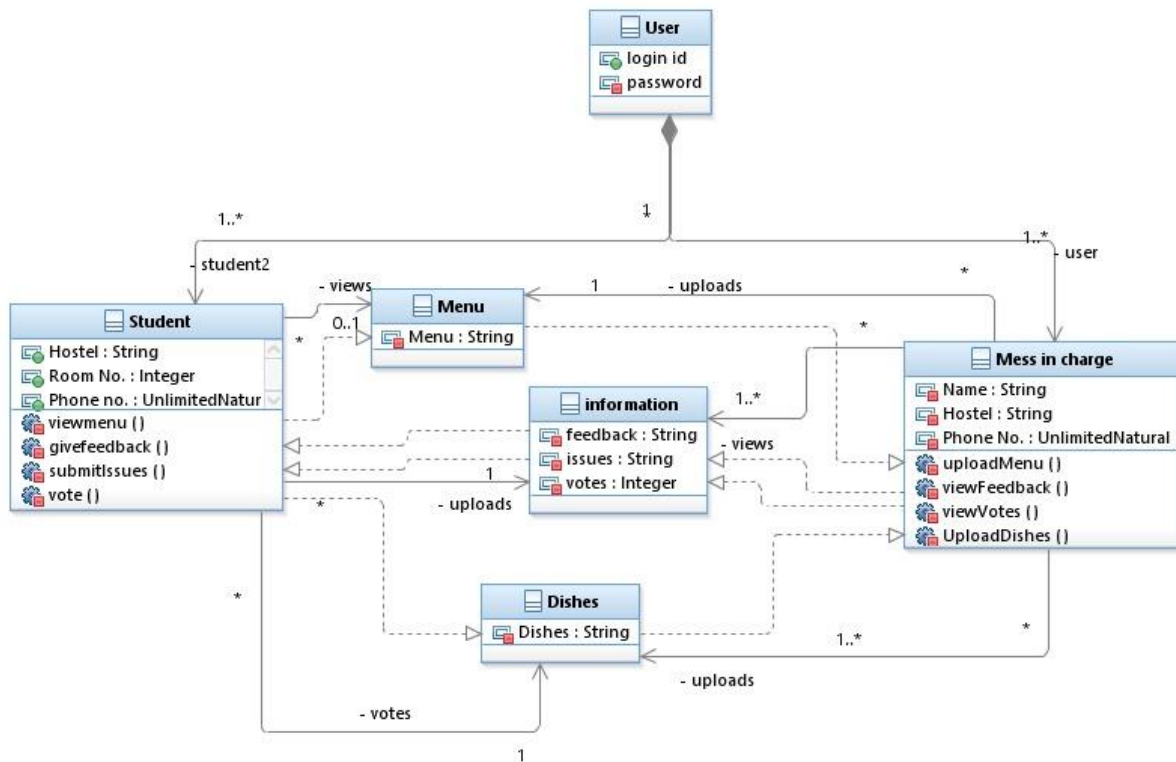 User
login id
password
1..*
1
*
1..*
- student2
- user
- views
1
- uploads
*
Menu
Menu : String
0..1
*
*
Student
Hostel : String
Room No. : Integer
Phone no. : UnlimitedNatur
viewmenu ()
givefeedback ()
submitIssues ()
vote ()
Mess in charge
Name : String
Hostel : String
Phone No. : UnlimitedNatural
uploadMenu ()
viewFeedback ()
viewVotes ()
UploadDishes ()
information
feedback : String
issues : String
votes : Integer
1..*
- views
1
- uploads
*
Dishes
Dishes : String
*
1..*
*
- uploads
- votes
1